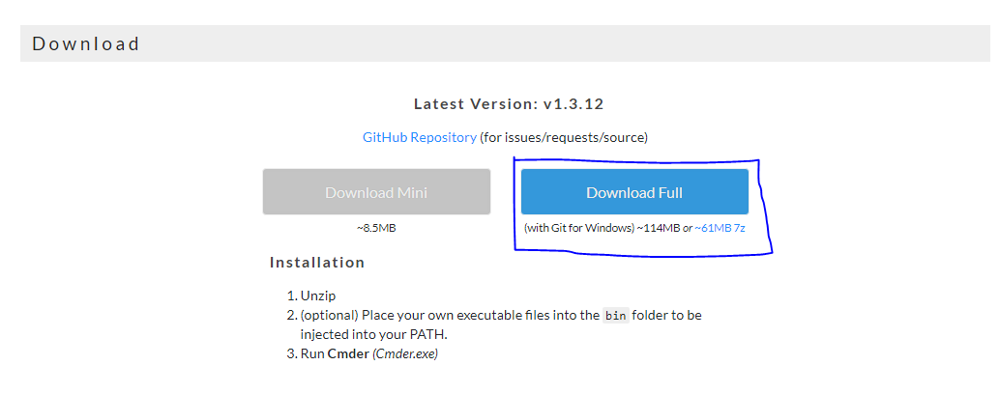 Download
Latest Version: v1.3.12
GitHub Repository (for issues/requests/source)
Download Mini
Download Full
~8.5MB
(with Git for Windows) ~114MB or ~61MB 7z
Installation
1. Unzip
2. (optional) Place your own executable files into the bin folder to be
injected into your PATH.
3. Run Cmder (Cmder.exe)